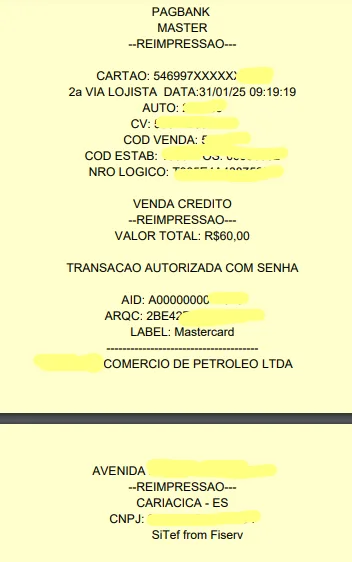 PAGBANK
MASTER
--REIMPRESSAO---
CARTAO: 546997XXXXX
2a VIA LOJISTA DATA:31/01/25 09:19:19
AUTO:
CV:
COD VENDA:
COD ESTAB:
NRO LOGICO:
VENDA CREDITO
--REIMPRESSAO---
VALOR TOTAL: R$60,00
TRANSACAO AUTORIZADA COM SENHA
AID: A0000000
ARQC: 2BE42
LABEL: Mastercard
--------------------------------------
COMERCIO DE PETROLEO LTDA
AVENIDA
--REIMPRESSAO---
CARIACICA - ES
CNPJ:
SiTef from Fiserv